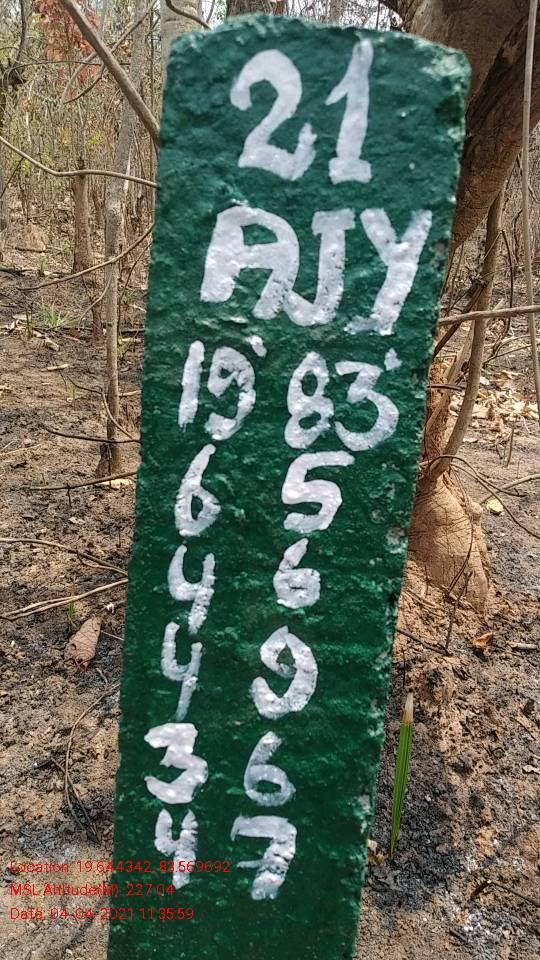 21
AJY
19° 83°
6 5
4 6
4 9
3 6
4 7
Location: 19.644342, 83.569692
MSL Altitude(M): 227.04
Date: 04-04-2021 11:35:59